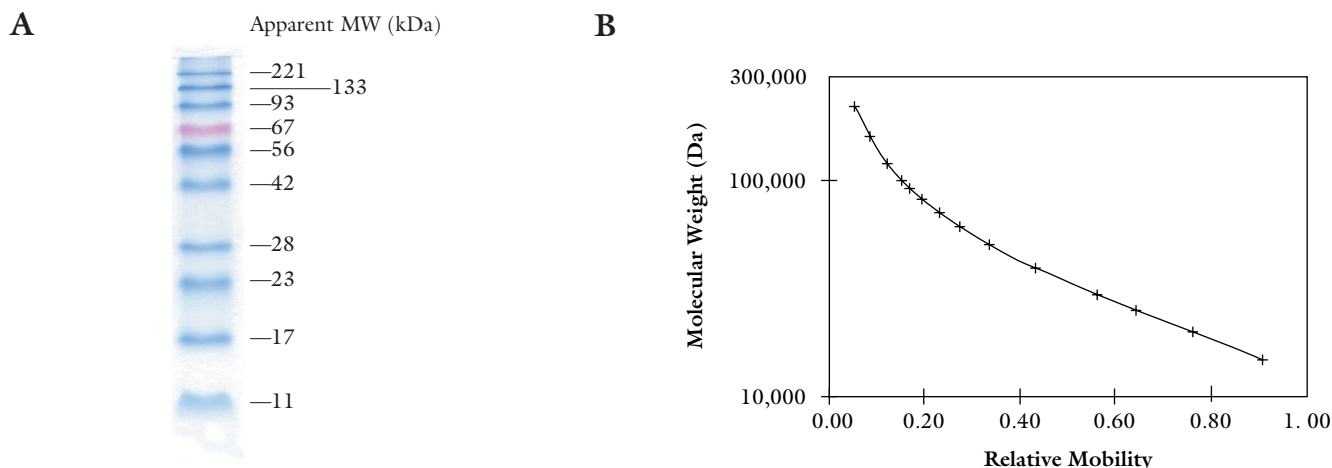 A
Apparent MW (kDa)
221
133
93
67
56
42
28
23
17
11
B
300,000
100,000
10,000
Molecular Weight (Da)
0.00 0.20 0.40 0.60 0.80 1. 00
Relative Mobility